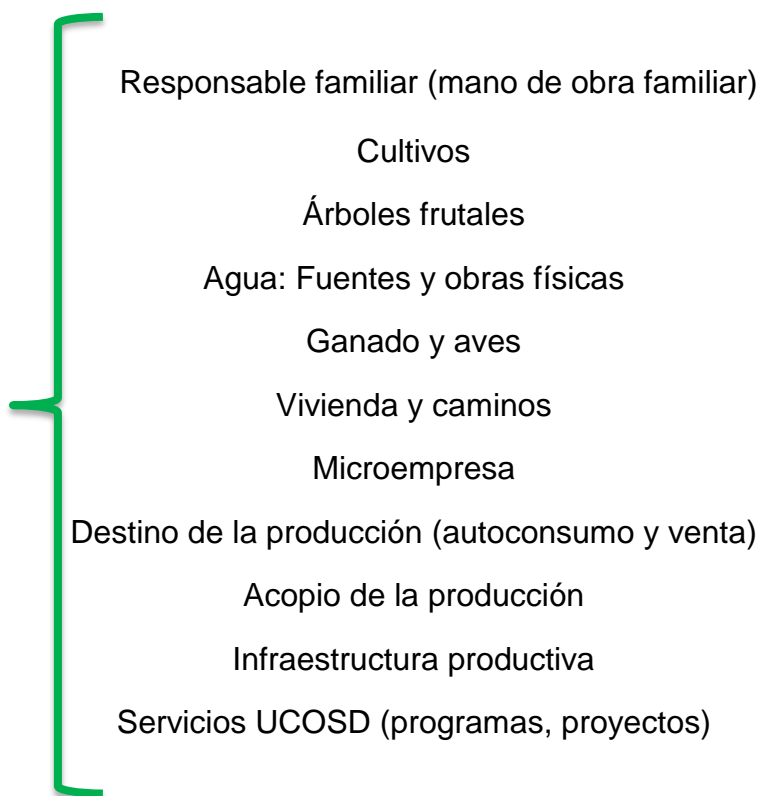 Responsable familiar (mano de obra familiar)
Cultivos
Árboles frutales
Agua: Fuentes y obras físicas
Ganado y aves
Vivienda y caminos
Microempresa
Destino de la producción (autoconsumo y venta)
Acopio de la producción
Infraestructura productiva
Servicios UCOSD (programas, proyectos)